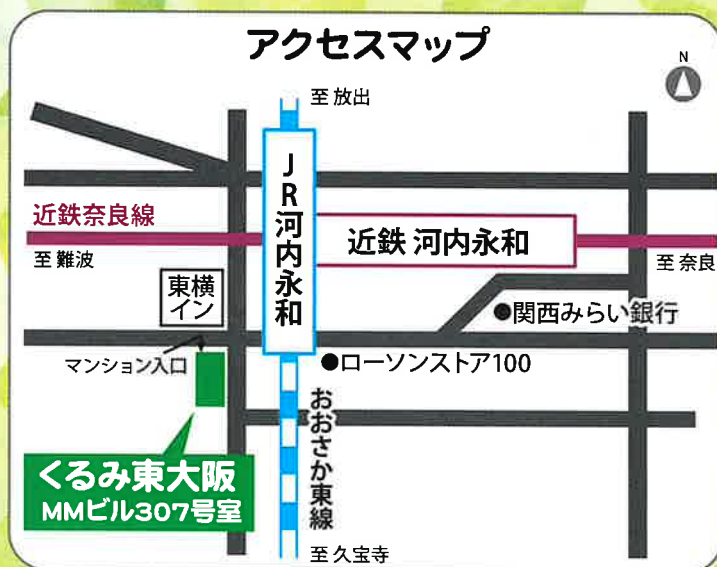 アクセスマップ
N
至 放出
JR河内永和
近鉄奈良線
近鉄 河内永和
至 難波
至 奈良
東横
イン
●関西みらい銀行
マンション入口
●ローソンストア100
おおさか東線
くるみ東大阪
MMビル307号室
至 久宝寺